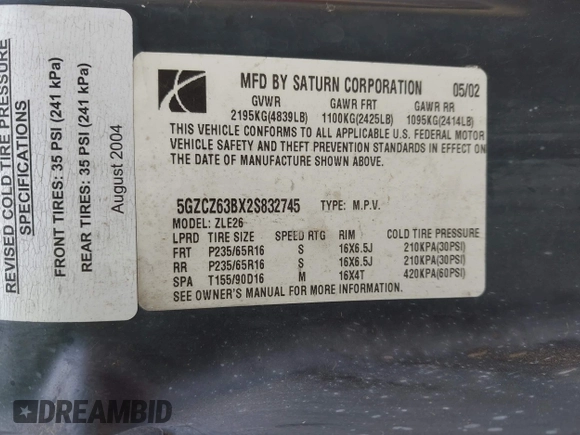 REVISED COLD TIRE PRESSURE
SPECIFICATIONS
FRONT TIRES: 35 PSI (241 kPa)
REAR TIRES: 35 PSI (241 kPa)
August 2004
MFD BY SATURN CORPORATION 05/02
GVWR GAWR FRT GAWR RR
2195KG(4839LB) 1100KG(2425LB) 1095KG(2414LB)
THIS VEHICLE CONFORMS TO ALL APPLICABLE U.S. FEDERAL MOTOR
VEHICLE SAFETY AND THEFT PREVENTION STANDARDS IN EFFECT ON
THE DATE OF MANUFACTURE SHOWN ABOVE.
5GZCZ63BX2S832745 TYPE: M.P.V.
MODEL: ZLE26
LPRD TIRE SIZE SPEED RTG RIM COLD TIRE PRESSURE
FRT P235/65R16 S 16X6.5J 210KPA(30PSI)
RR P235/65R16 S 16X6.5J 210KPA(30PSI)
SPA T155/90D16 M 16X4T 420KPA(60PSI)
SEE OWNER'S MANUAL FOR MORE INFORMATION.
DREAMBID